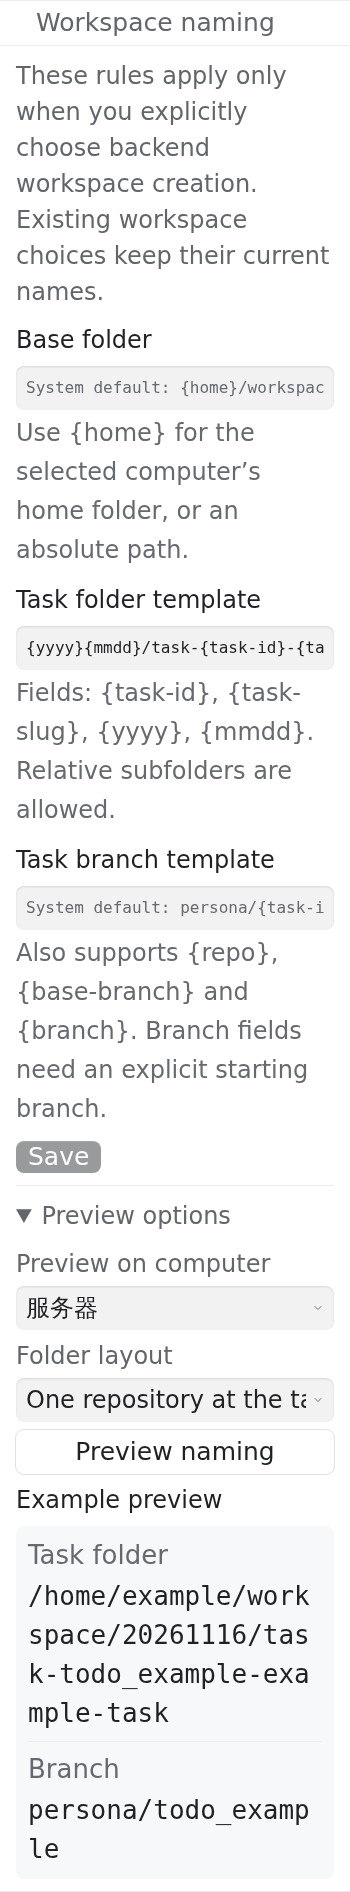 Workspace naming
These rules apply only
when you explicitly
choose backend
workspace creation.
Existing workspace
choices keep their current
names.
Base folder
System default: {home}/workspac
Use {home} for the
selected computer’s
home folder, or an
absolute path.
Task folder template
{yyyy}{mmdd}/task-{task-id}-{ta
Fields: {task-id}, {task-
slug}, {yyyy}, {mmdd}.
Relative subfolders are
allowed.
Task branch template
System default: persona/{task-i
Also supports {repo},
{base-branch} and
{branch}. Branch fields
need an explicit starting
branch.
Save
▼ Preview options
Preview on computer
服务器
Folder layout
One repository at the ta
Preview naming
Example preview
Task folder
/home/example/work
space/20261116/tas
k-todo_example-exa
mple-task
Branch
persona/todo_examp
le